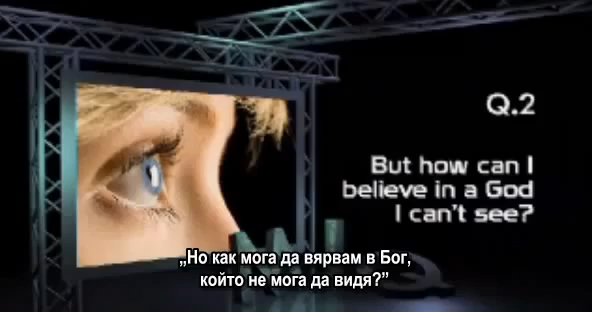 Q.2
But how can I
believe in a God
I can't see?
MIQ
„Но как мога да вярвам в Бог,
който не мога да видя?”